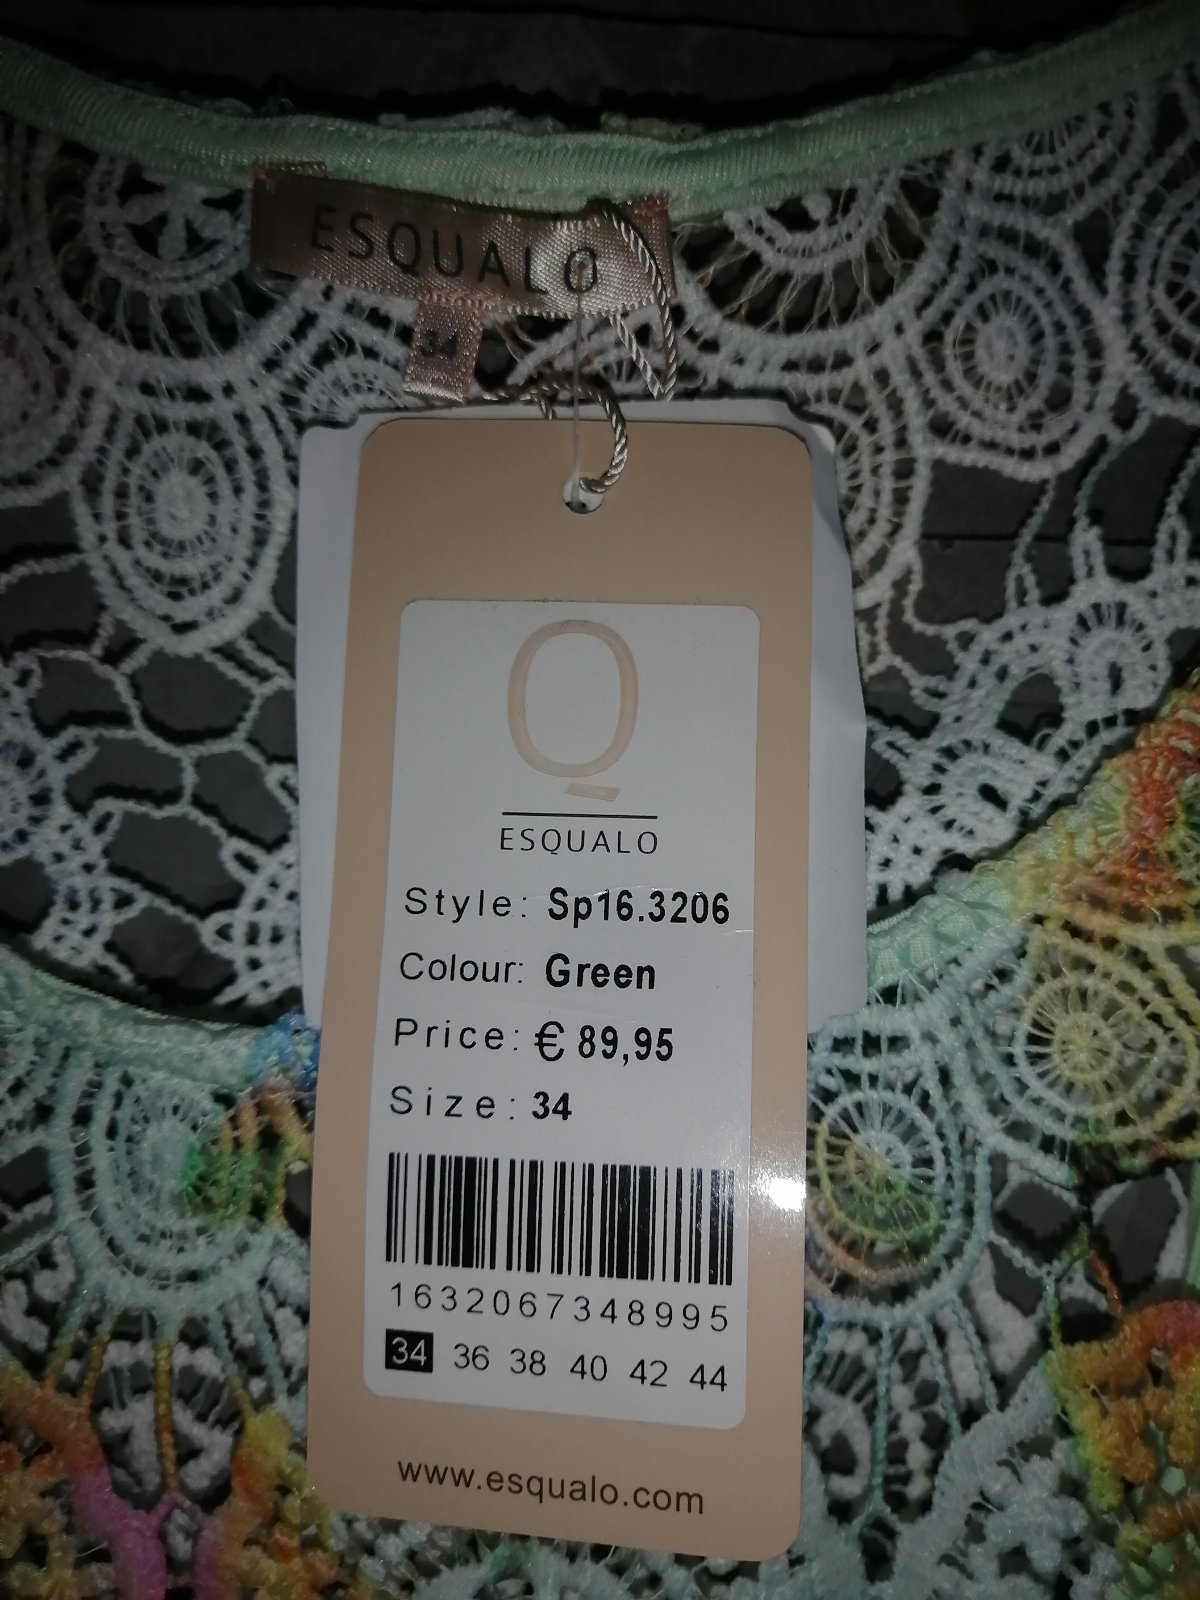 ESQUALO
34
Q
ESQUALO
Style: Sp16.3206
Colour: Green
Price: € 89,95
Size: 34
1632067348995
34 36 38 40 42 44
www.esqualo.com